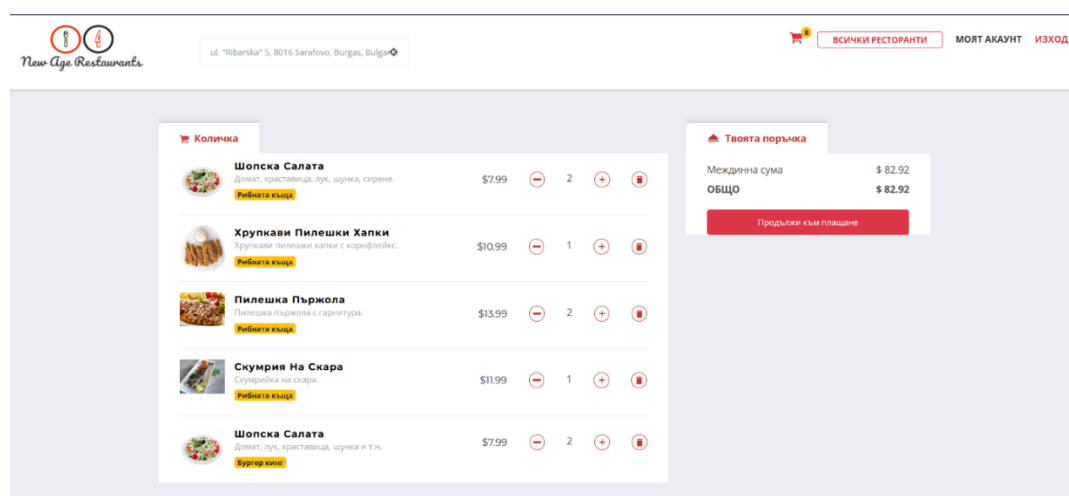 New Age Restaurants
ul. "Ribarska" 5, 8016 Sarafovo, Burgas, Bulgar
8
ВСИЧКИ РЕСТОРАНТИ
МОЯТ АКАУНТ
ИЗХОД
Количка
Шопска Салата
Домат, краставица, лук, шунка, сирене.
Рибната къща
$7.99
2
Хрупкави Пилешки Хапки
Хрупкави пилешки хапки с корнфлейкс.
Рибната къща
$10.99
1
Пилешка Пържола
Пилешка пържола с гарнитура.
Рибната къща
$13.99
2
Скумрия На Скара
Скумрийка на скара.
Рибната къща
$11.99
1
Шопска Салата
Домат, лук, краставица, шунка и т.н.
Бургер кинг
$7.99
2
Твоята поръчка
Междинна сума $ 82.92
ОБЩО $ 82.92
Продължи към плащане